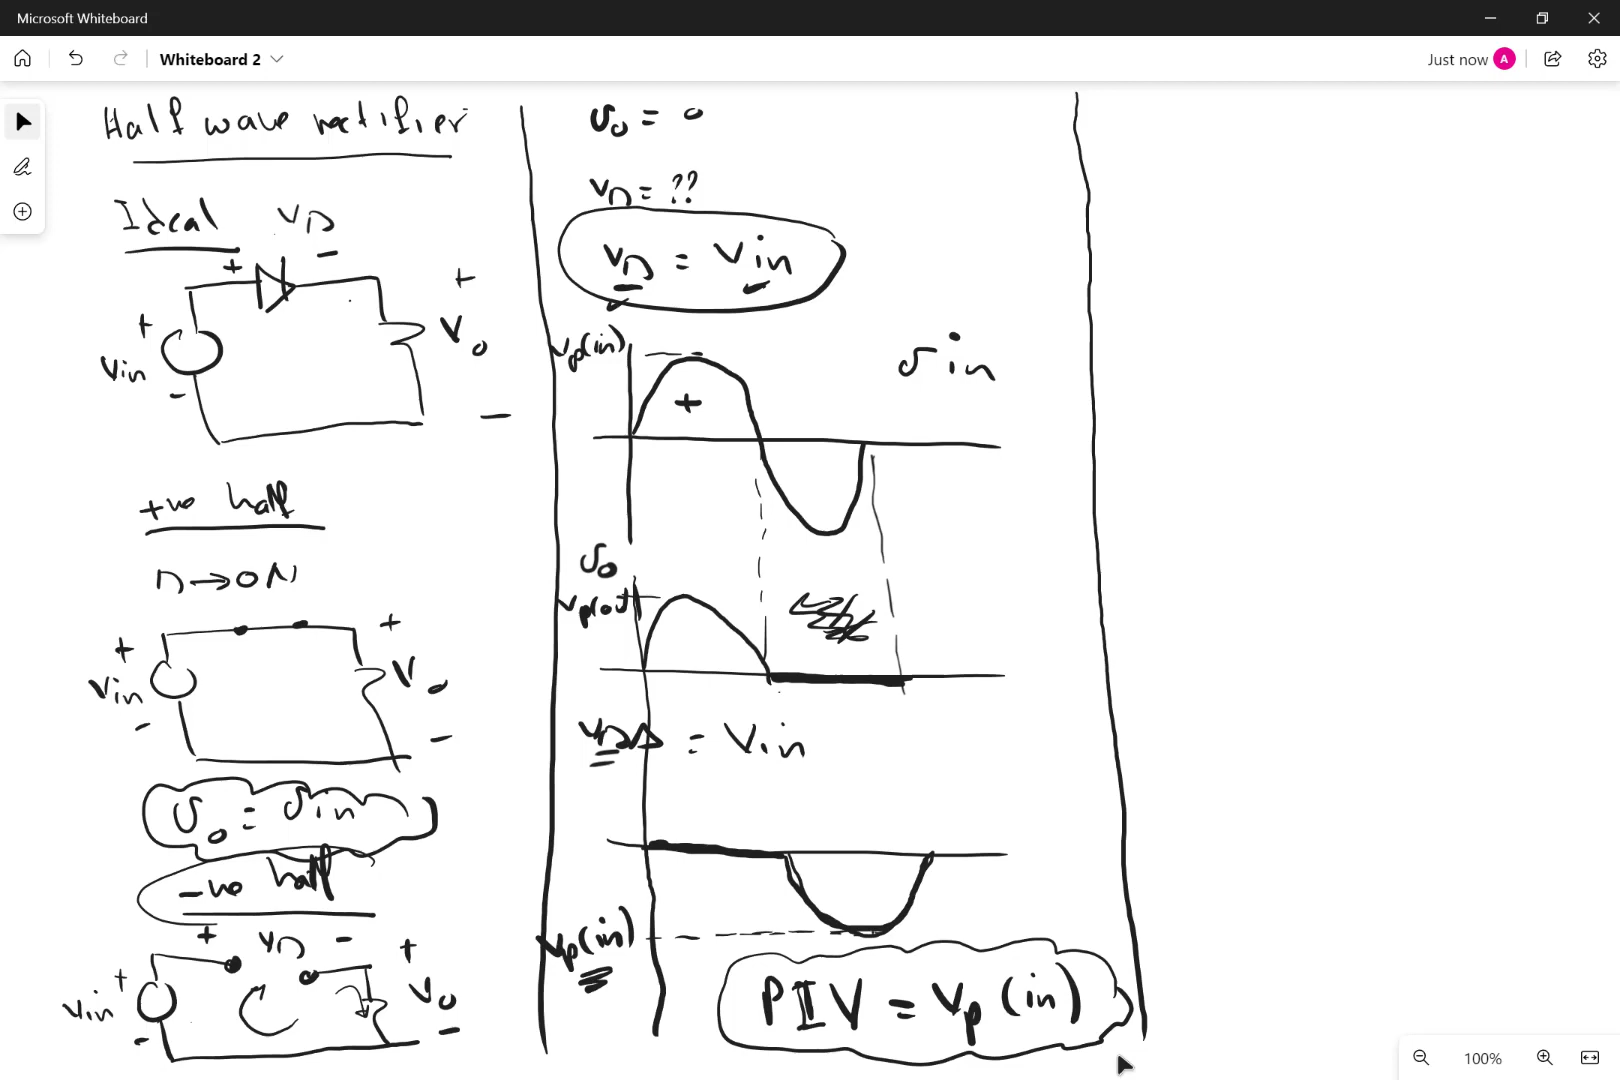 Microsoft Whiteboard
Whiteboard 2
Just now A
Half wave rectifier
Ideal
VD
+ -
+
Vin
-
+
Vo
-
+ve half
D→ON
+
Vin
-
+
Vo
-
vo = vin
-ve half
+ VD -
+
Vin
-
+
Vo
-
vo = 0
VD = ??
VD = Vin
Vp(in)
+
vin
vo
Vp(out)
VD = Vin
Vp(in)
PIV = Vp (in)
100%